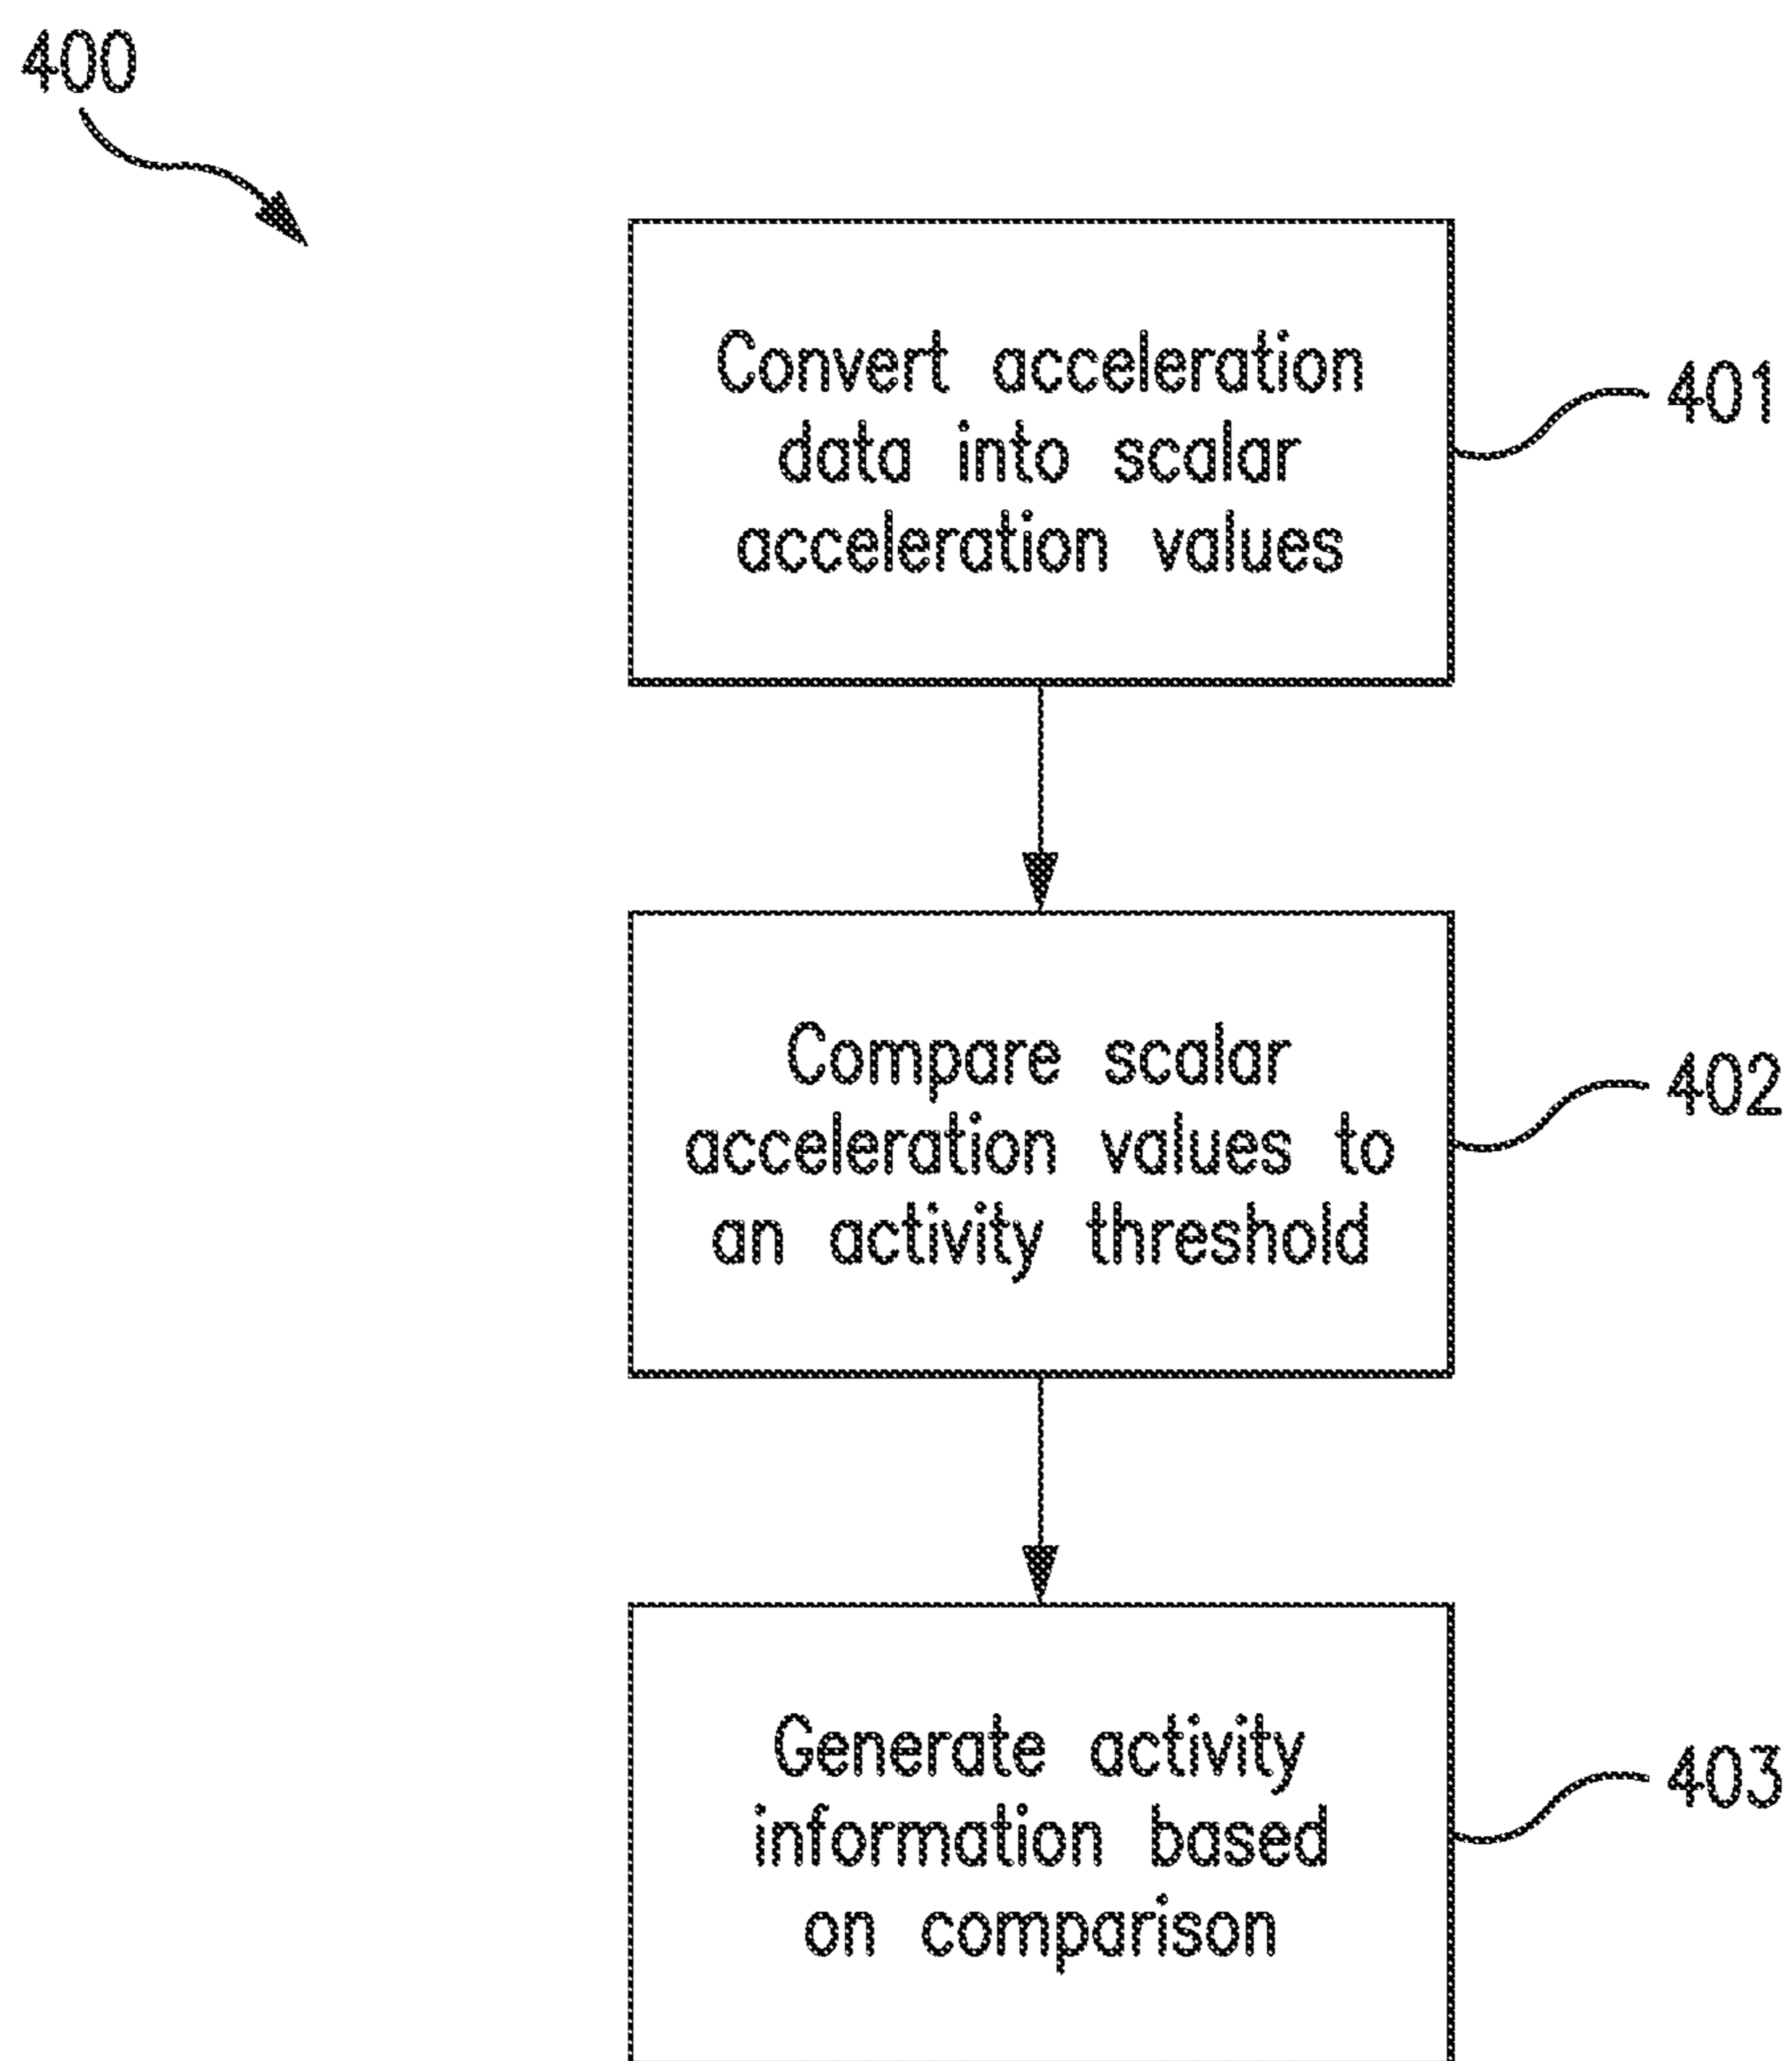 400
Convert acceleration
data into scalar
acceleration values
401
Compare scalar
acceleration values to
an activity threshold
402
Generate activity
information based
on comparison
403